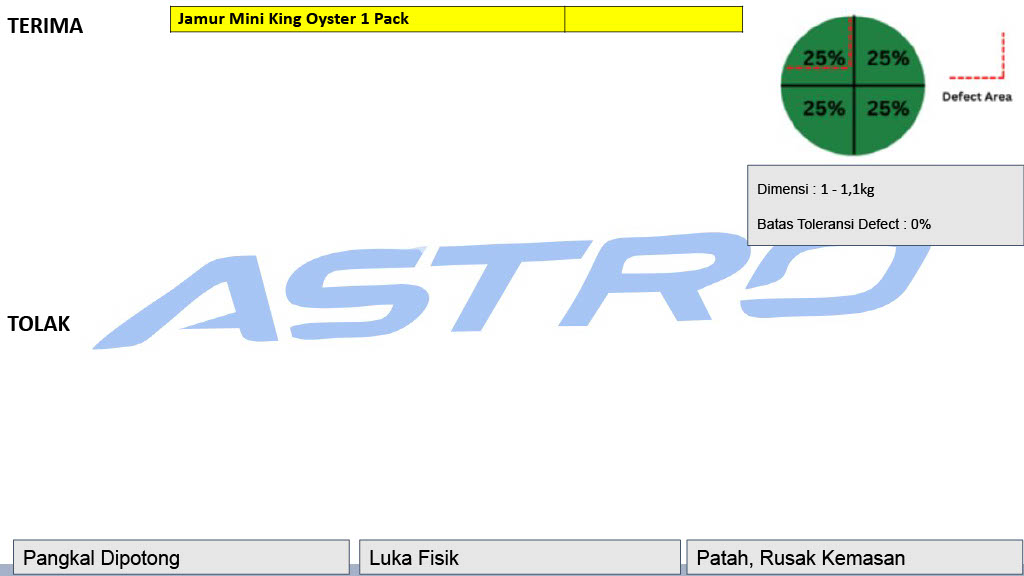 TERIMA
Jamur Mini King Oyster 1 Pack
25% 25%
25% 25%
Defect Area
Dimensi : 1 - 1,1kg
Batas Toleransi Defect : 0%
ASTRO
TOLAK
Pangkal Dipotong
Luka Fisik
Patah, Rusak Kemasan